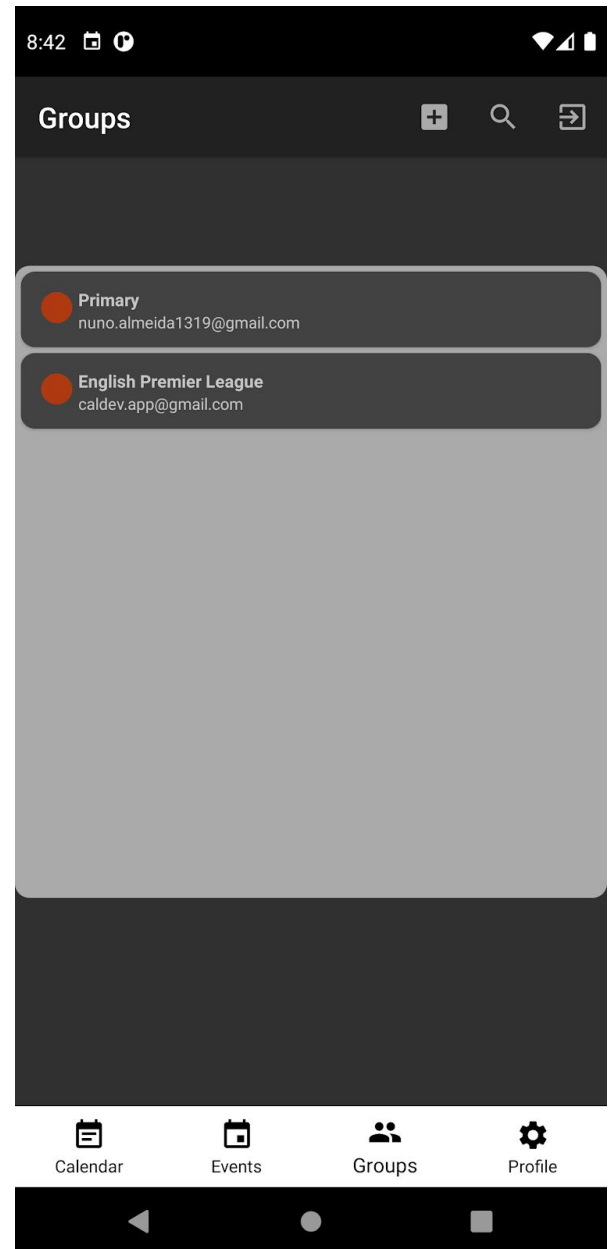 8:42
Groups
Primary
nuno.almeida1319@gmail.com
English Premier League
caldev.app@gmail.com
Calendar
Events
Groups
Profile